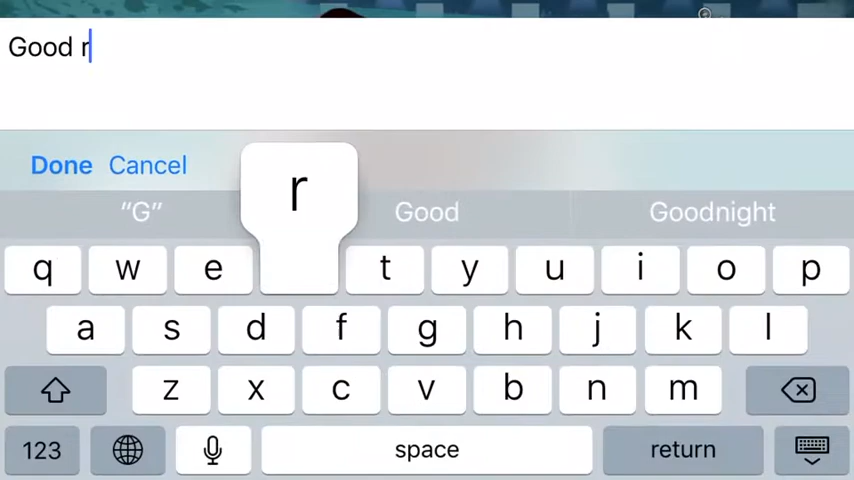 Good r
Done Cancel
r
“G” Good Goodnight
q w e t y u i o p
a s d f g h j k l
z x c v b n m
123 space return